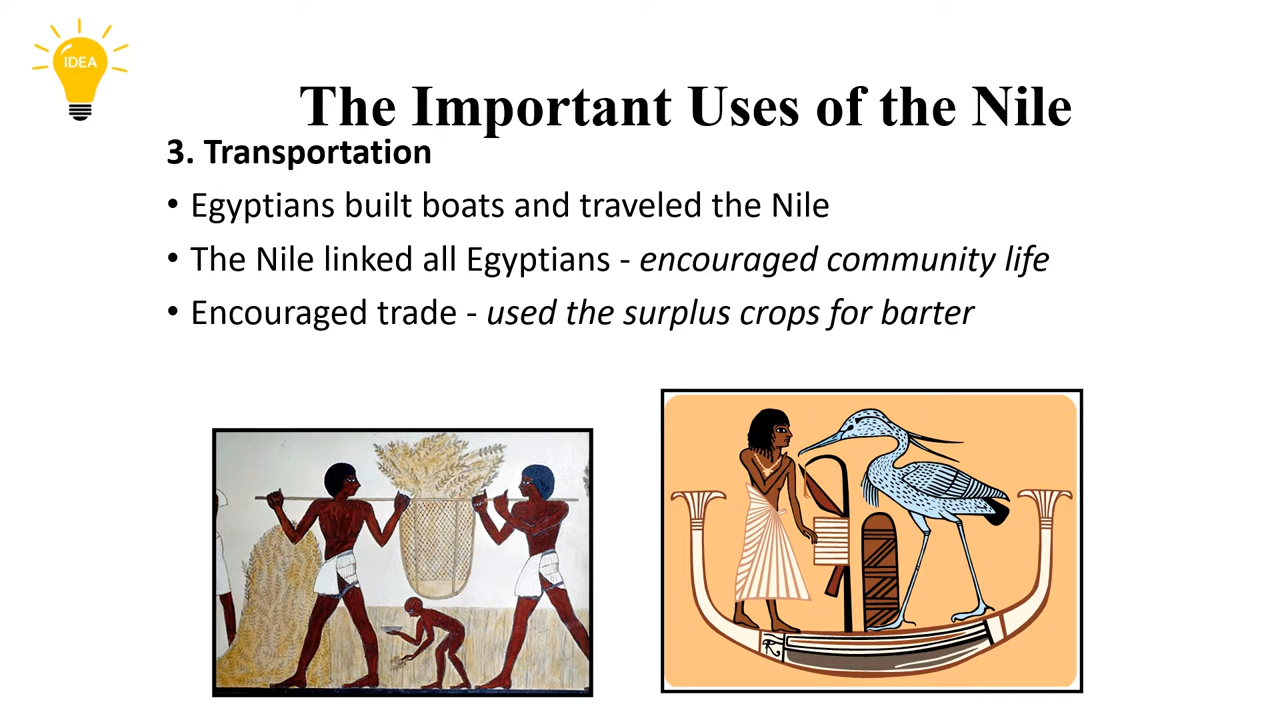 IDEA
The Important Uses of the Nile
3. Transportation
• Egyptians built boats and traveled the Nile
• The Nile linked all Egyptians - encouraged community life
• Encouraged trade - used the surplus crops for barter